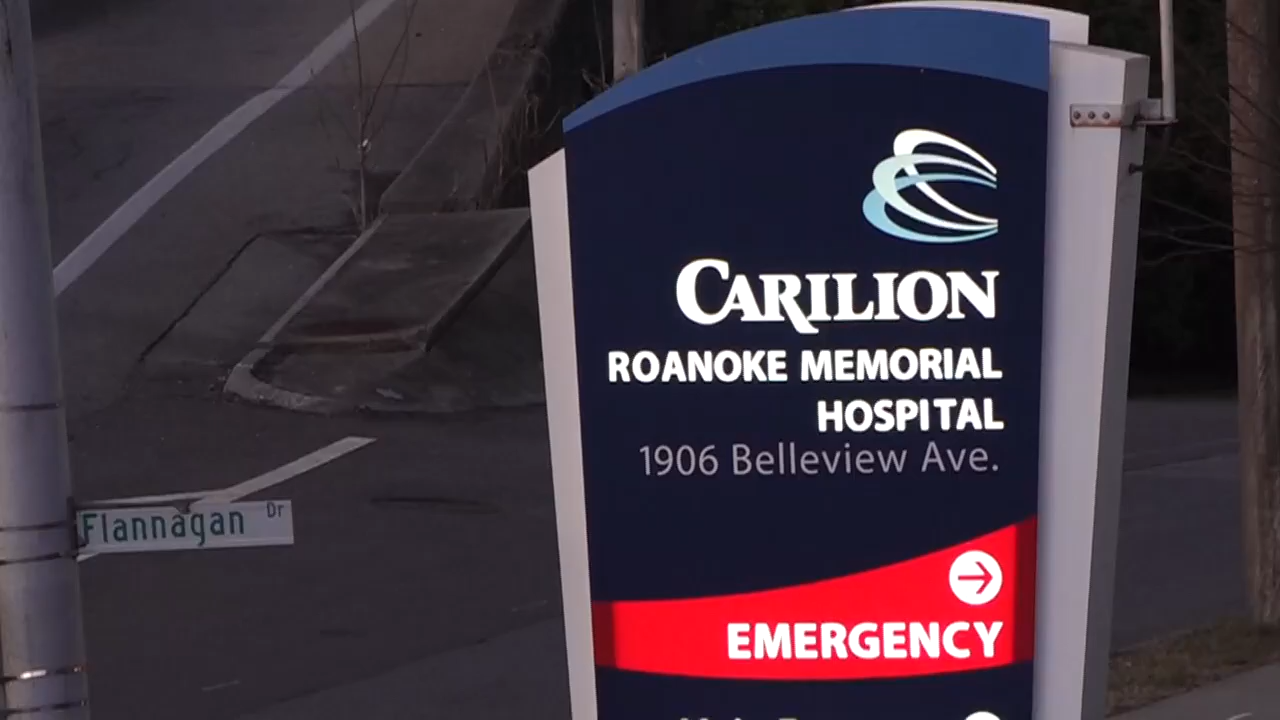 CARILION
ROANOKE MEMORIAL
HOSPITAL
1906 Belleview Ave.
Flannagan Dr
EMERGENCY